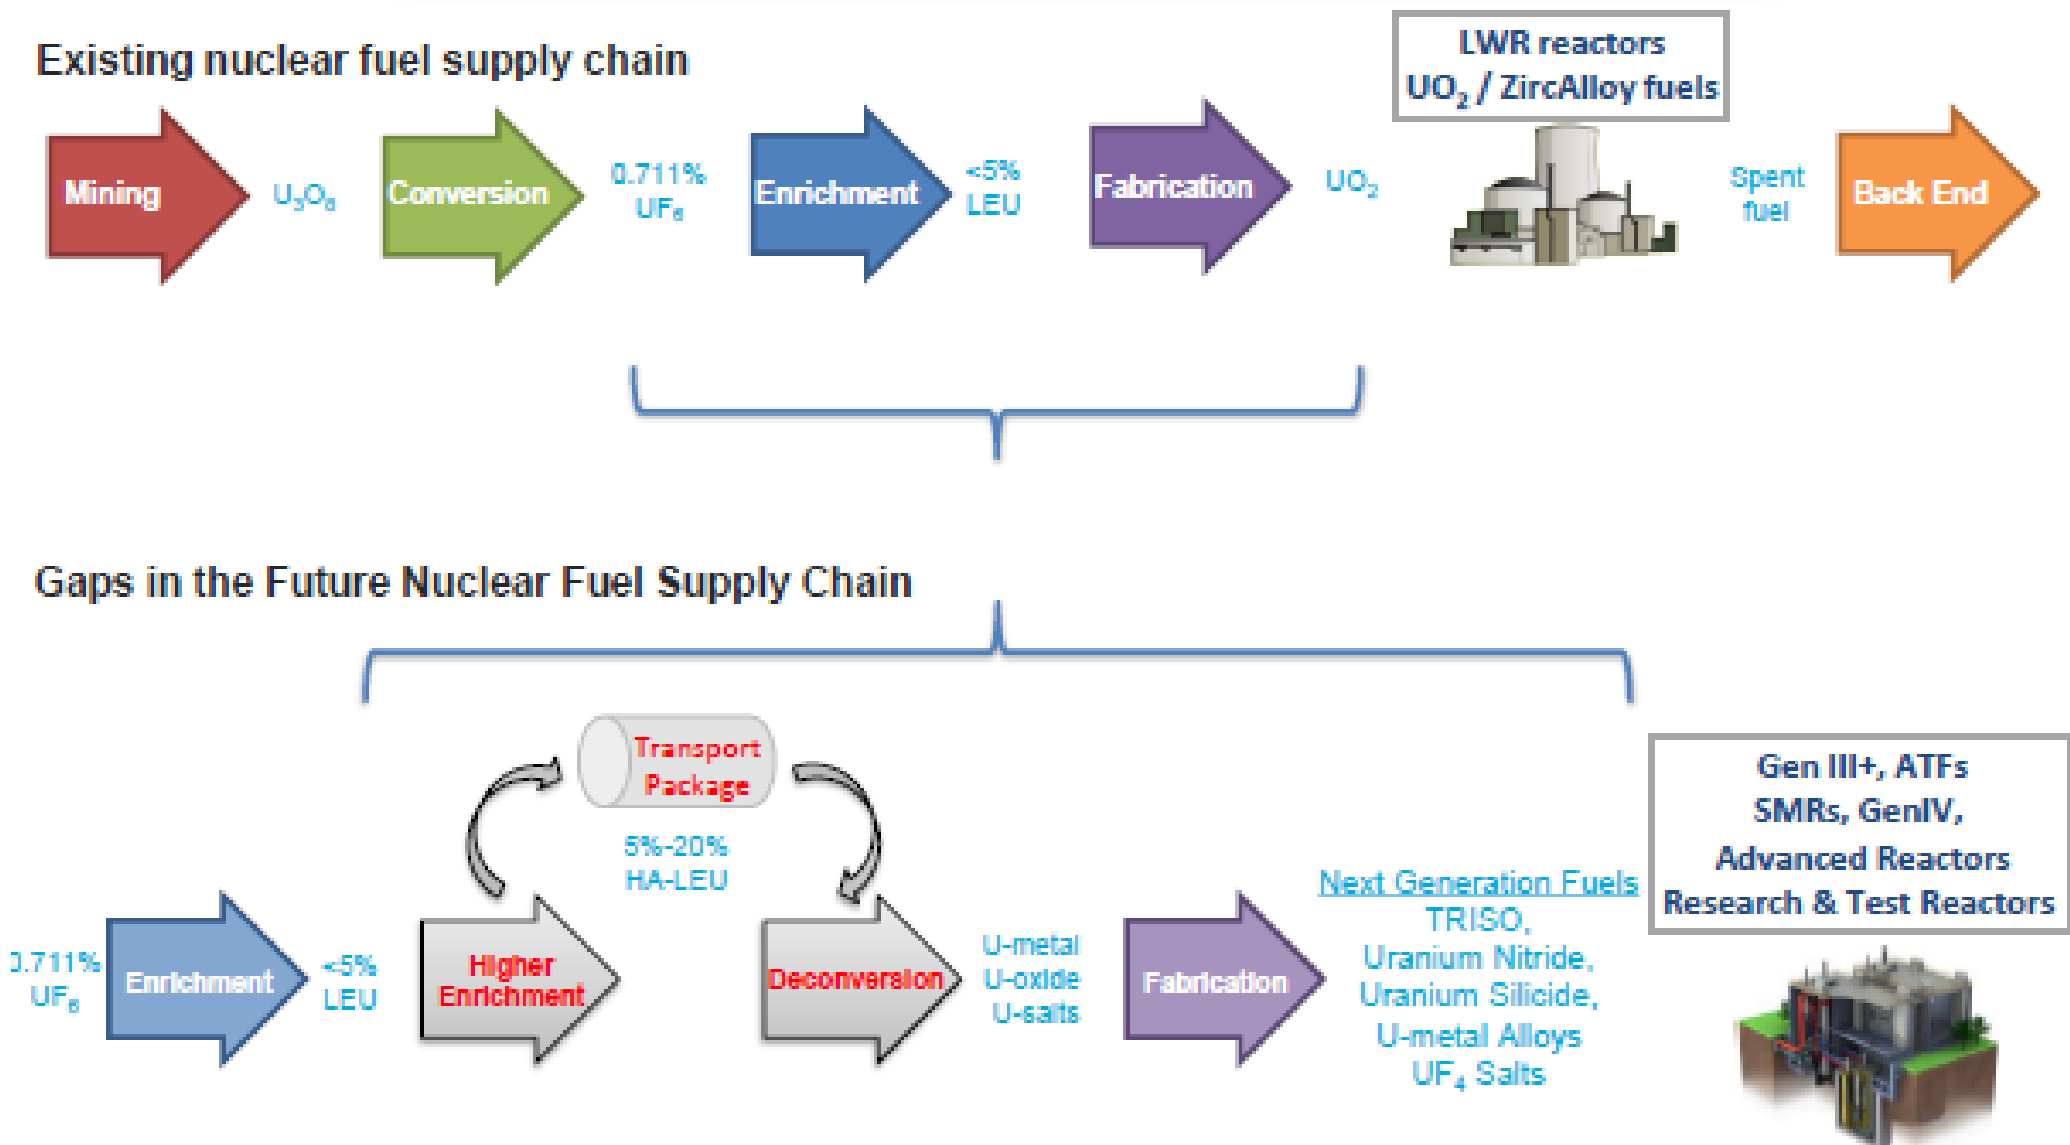 Existing nuclear fuel supply chain
LWR reactors
UO₂ / ZircAlloy fuels
Mining
U₃O₈
Conversion
0.711%
UF₆
Enrichment
<5%
LEU
Fabrication
UO₂
Spent
fuel
Back End
Gaps in the Future Nuclear Fuel Supply Chain
Transport
Package
5%-20%
HA-LEU
Gen III+, ATFs
SMRs, GenIV,
Advanced Reactors
Research & Test Reactors
0.711%
UF₆
Enrichment
<5%
LEU
Higher
Enrichment
Deconversion
U-metal
U-oxide
U-salts
Fabrication
Next Generation Fuels
TRISO,
Uranium Nitride,
Uranium Silicide,
U-metal Alloys
UF₄ Salts